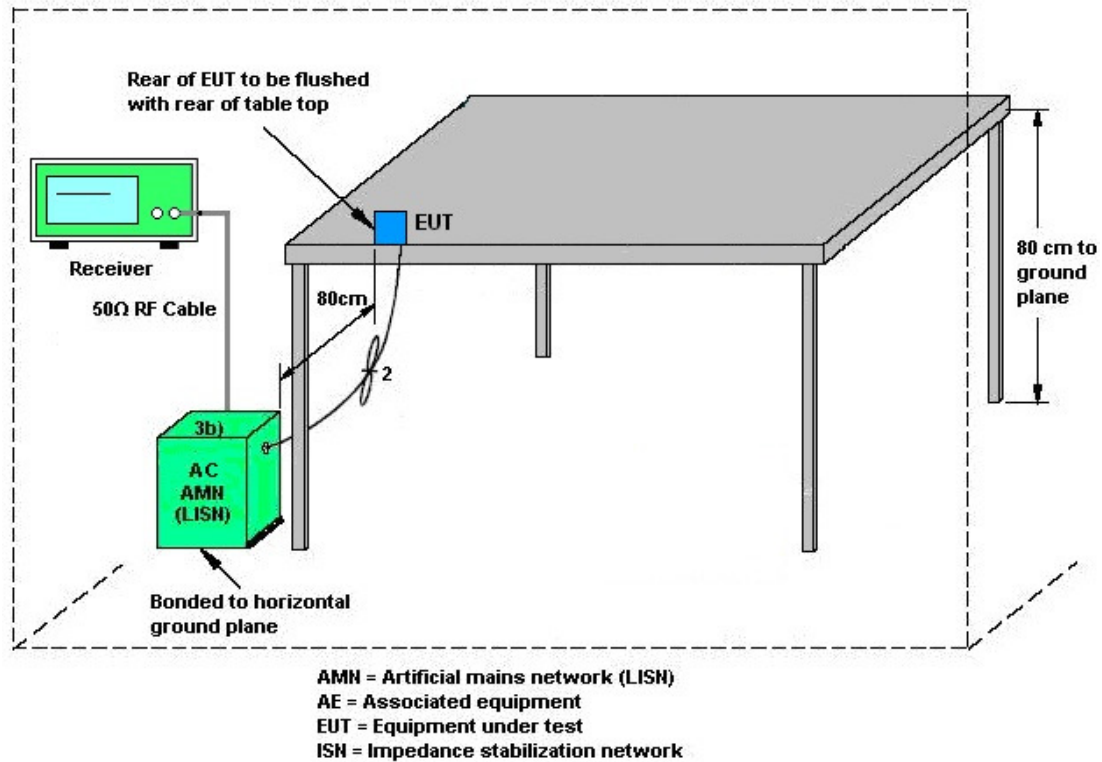 Rear of EUT to be flushed
with rear of table top
EUT
Receiver
50Ω RF Cable
80cm
2
80 cm to
ground
plane
3b)
AC
AMN
(LISN)
Bonded to horizontal
ground plane
AMN = Artificial mains network (LISN)
AE = Associated equipment
EUT = Equipment under test
ISN = Impedance stabilization network